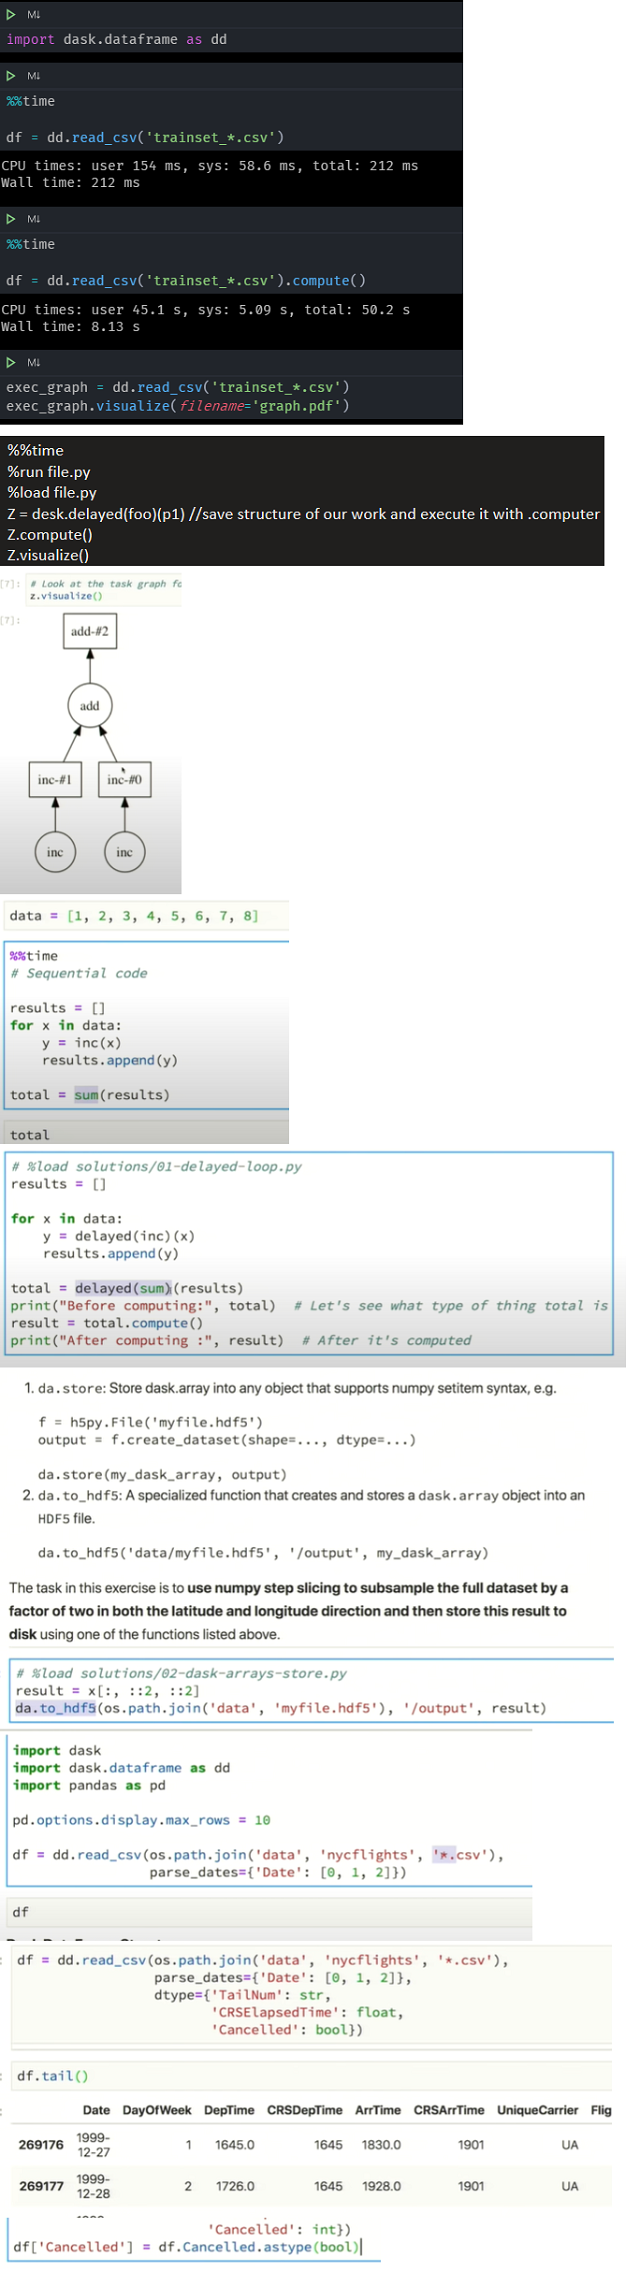 M↓
import dask.dataframe as dd
M↓
%%time
df = dd.read_csv('trainset_*.csv')
CPU times: user 154 ms, sys: 58.6 ms, total: 212 ms
Wall time: 212 ms
M↓
%%time
df = dd.read_csv('trainset_*.csv').compute()
CPU times: user 45.1 s, sys: 5.09 s, total: 50.2 s
Wall time: 8.13 s
M↓
exec_graph = dd.read_csv('trainset_*.csv')
exec_graph.visualize(filename='graph.pdf')
%%time
%run file.py
%load file.py
Z = desk.delayed(foo)(p1) //save structure of our work and execute it with .computer
Z.compute()
Z.visualize()
[7]: # Look at the task graph fo
z.visualize()
[7]:
add-#2
add
inc-#1 inc-#0
inc inc
data = [1, 2, 3, 4, 5, 6, 7, 8]
%%time
# Sequential code
results = []
for x in data:
y = inc(x)
results.append(y)
total = sum(results)
total
# %load solutions/01-delayed-loop.py
results = []
for x in data:
y = delayed(inc)(x)
results.append(y)
total = delayed(sum)(results)
print("Before computing:", total) # Let's see what type of thing total is
result = total.compute()
print("After computing :", result) # After it's computed
1. da.store: Store dask.array into any object that supports numpy setitem syntax, e.g.
f = h5py.File('myfile.hdf5')
output = f.create_dataset(shape=..., dtype=...)
da.store(my_dask_array, output)
2. da.to_hdf5: A specialized function that creates and stores a dask.array object into an
HDF5 file.
da.to_hdf5('data/myfile.hdf5', '/output', my_dask_array)
The task in this exercise is to use numpy step slicing to subsample the full dataset by a
factor of two in both the latitude and longitude direction and then store this result to
disk using one of the functions listed above.
# %load solutions/02-dask-arrays-store.py
result = x[:, ::2, ::2]
da.to_hdf5(os.path.join('data', 'myfile.hdf5'), '/output', result)
import dask
import dask.dataframe as dd
import pandas as pd
pd.options.display.max_rows = 10
df = dd.read_csv(os.path.join('data', 'nycflights', '*.csv'),
parse_dates={'Date': [0, 1, 2]})
df
df = dd.read_csv(os.path.join('data', 'nycflights', '*.csv'),
parse_dates={'Date': [0, 1, 2]},
dtype={'TailNum': str,
'CRSElapsedTime': float,
'Cancelled': bool})
df.tail()
Date DayOfWeek DepTime CRSDepTime ArrTime CRSArrTime UniqueCarrier Flig
269176 1999-12-27 1 1645.0 1645 1830.0 1901 UA
269177 1999-12-28 2 1726.0 1645 1928.0 1901 UA
'Cancelled': int})
df['Cancelled'] = df.Cancelled.astype(bool)